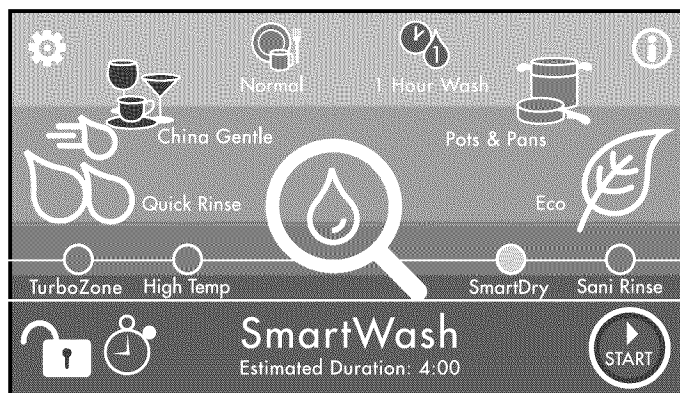 Normal
1 Hour Wash
1
China Gentle
Pots & Pans
Quick Rinse
Eco
TurboZone
High Temp
SmartDry
Sani Rinse
SmartWash
Estimated Duration: 4:00
START